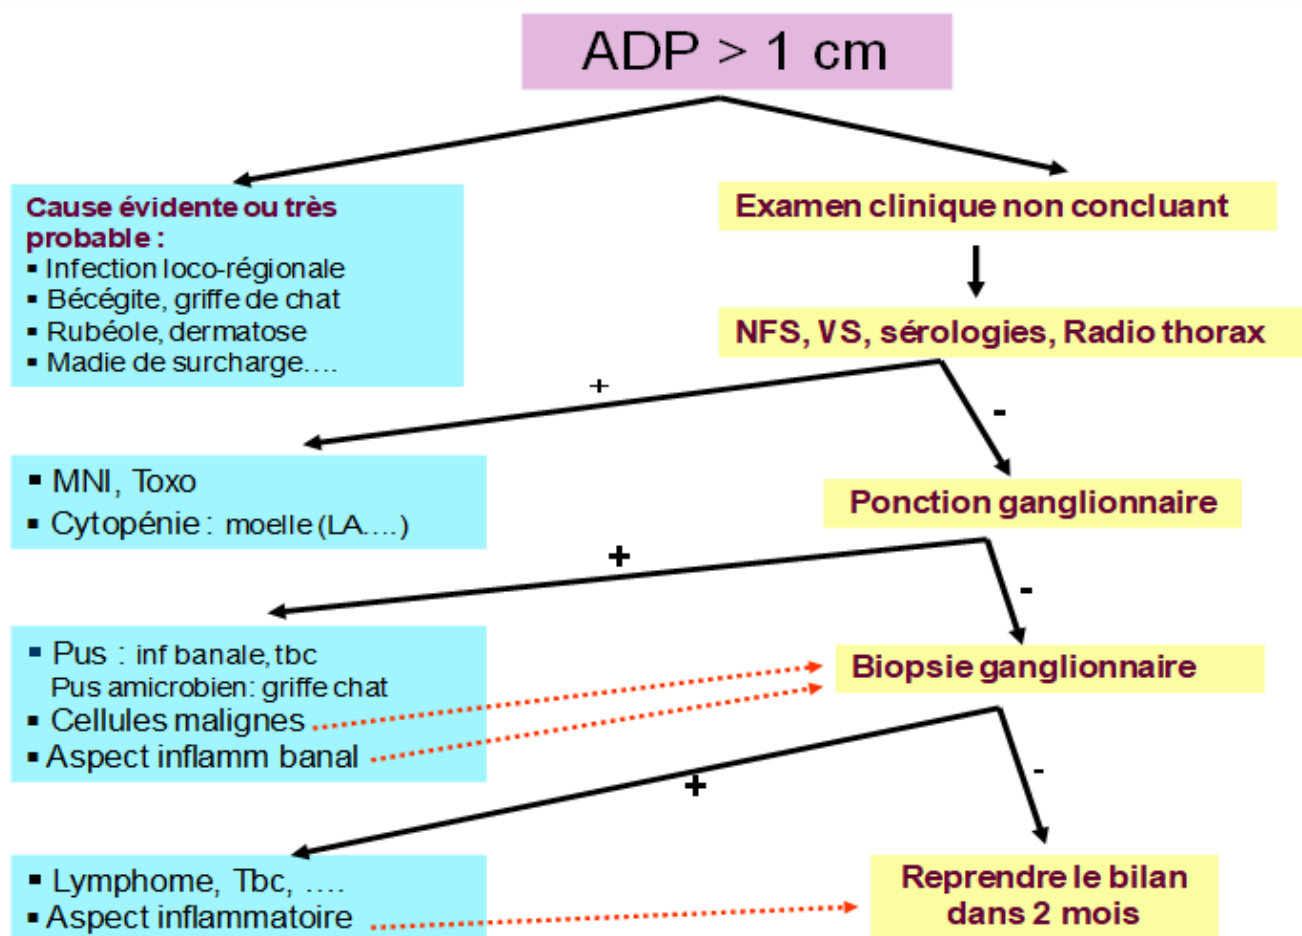 ADP > 1 cm
Cause évidente ou très
probable :
▪ Infection loco-régionale
▪ Bécégite, griffe de chat
▪ Rubéole, dermatose
▪ Madie de surcharge....
Examen clinique non concluant
NFS, VS, sérologies, Radio thorax
+
-
▪ MNI, Toxo
▪ Cytopénie : moelle (LA....)
Ponction ganglionnaire
+
-
▪ Pus : inf banale, tbc
Pus amicrobien: griffe chat
▪ Cellules malignes
▪ Aspect inflamm banal
Biopsie ganglionnaire
+
-
▪ Lymphome, Tbc, ....
▪ Aspect inflammatoire
Reprendre le bilan
dans 2 mois